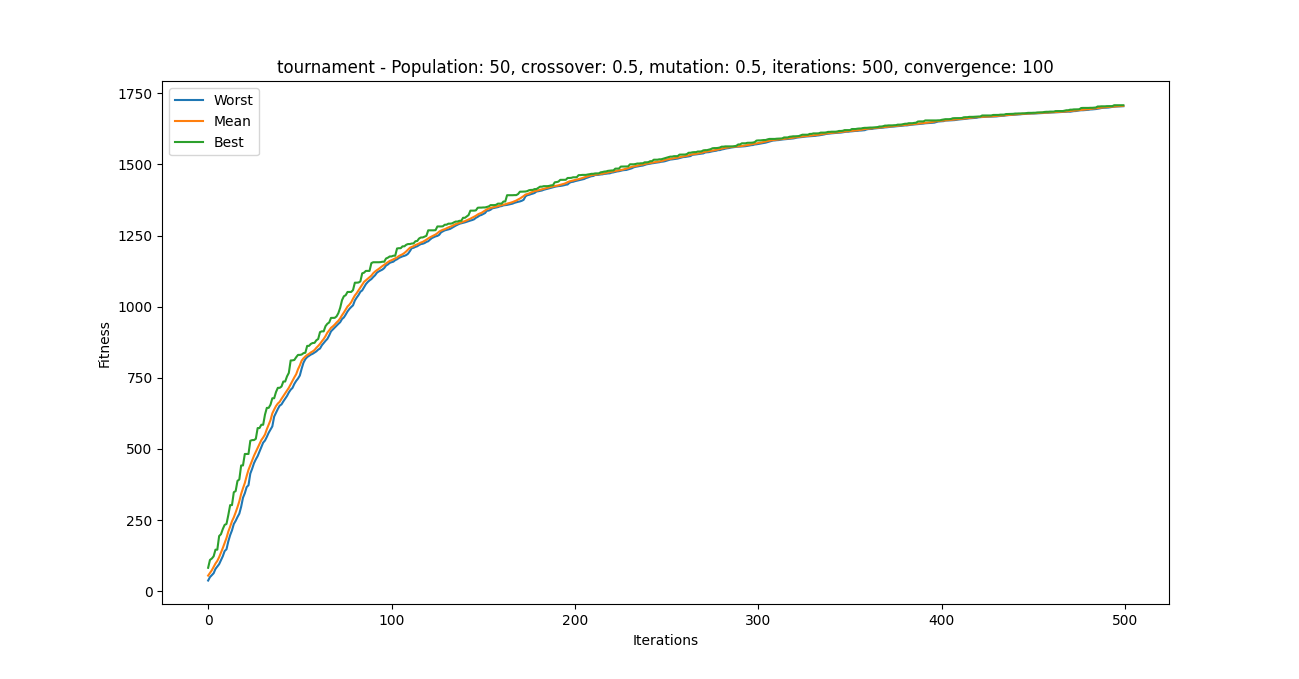 tournament - Population: 50, crossover: 0.5, mutation: 0.5, iterations: 500, convergence: 100
Worst
Mean
Best
1750
1500
1250
1000
750
500
250
0
Fitness
0 100 200 300 400 500
Iterations